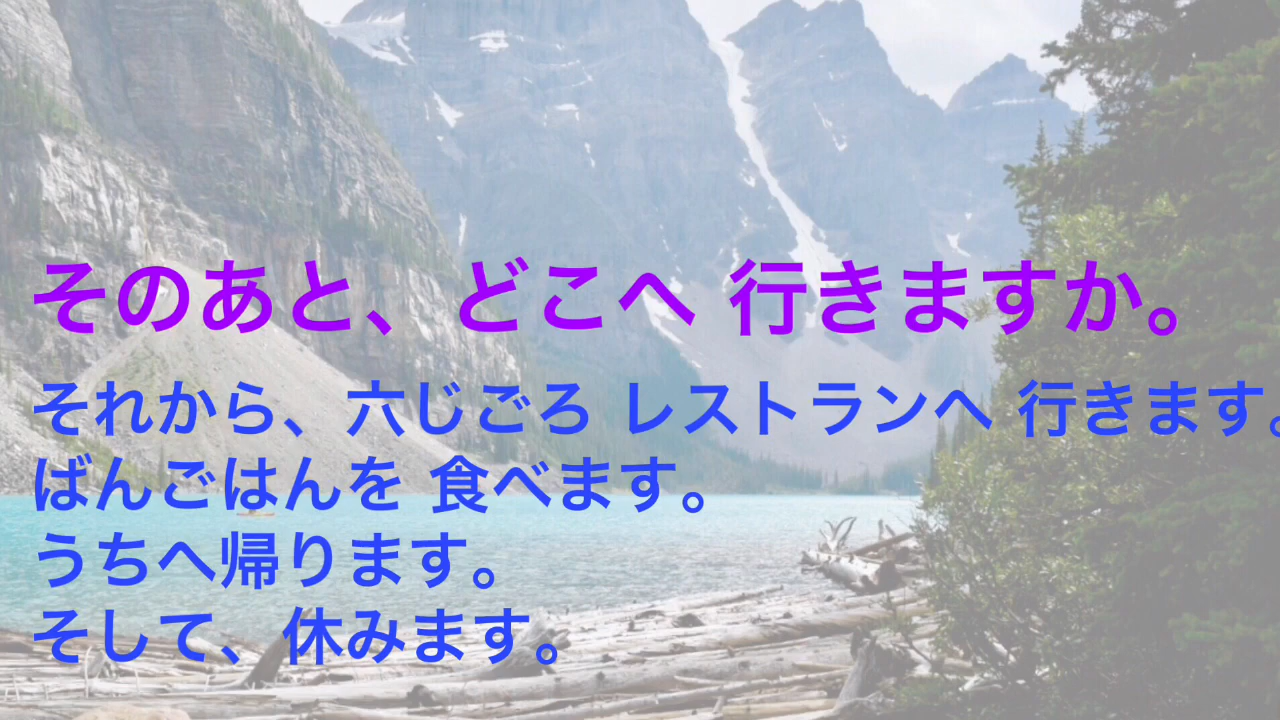 そのあと、どこへ 行きますか。
それから、六じごろ レストランへ 行きます。
ばんごはんを 食べます。
うちへ帰ります。
そして、休みます。